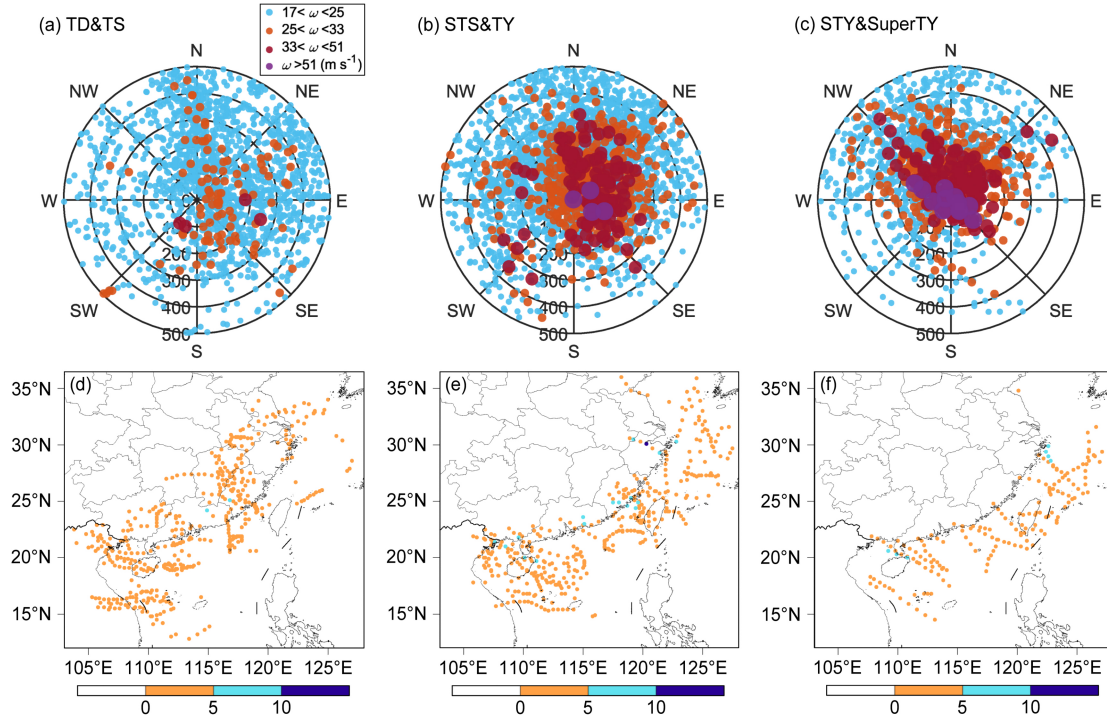 (a) TD&TS
17< ω <25
25< ω <33
33< ω <51
ω >51 (m s⁻¹)
(b) STS&TY
(c) STY&SuperTY
N
NE
E
SE
S
SW
W
NW
0
200
300
400
500
N
NE
E
SE
S
SW
W
NW
200
300
400
500
N
NE
E
SE
S
SW
W
NW
200
300
400
500
(d)
35°N
30°N
25°N
20°N
15°N
105°E 110°E 115°E 120°E 125°E
0 5 10
(e)
35°N
30°N
25°N
20°N
15°N
105°E 110°E 115°E 120°E 125°E
0 5 10
(f)
35°N
30°N
25°N
20°N
15°N
105°E 110°E 115°E 120°E 125°E
0 5 10